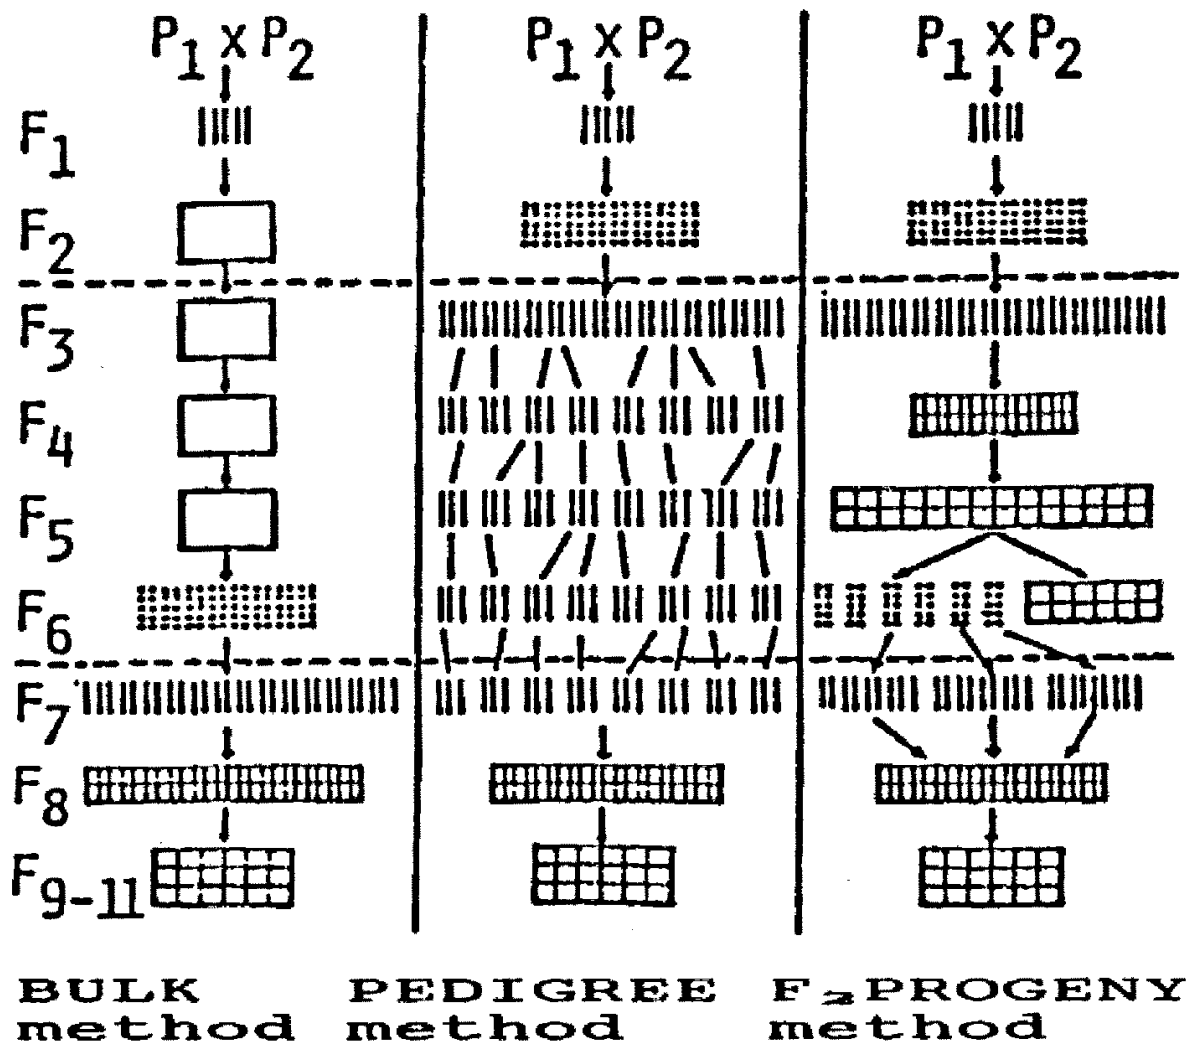 P1 x P2 P1 x P2 P1 x P2
F1
F2
F3
F4
F5
F6
F7
F8
F9-11
BULK PEDIGREE F2PROGENY
method method method